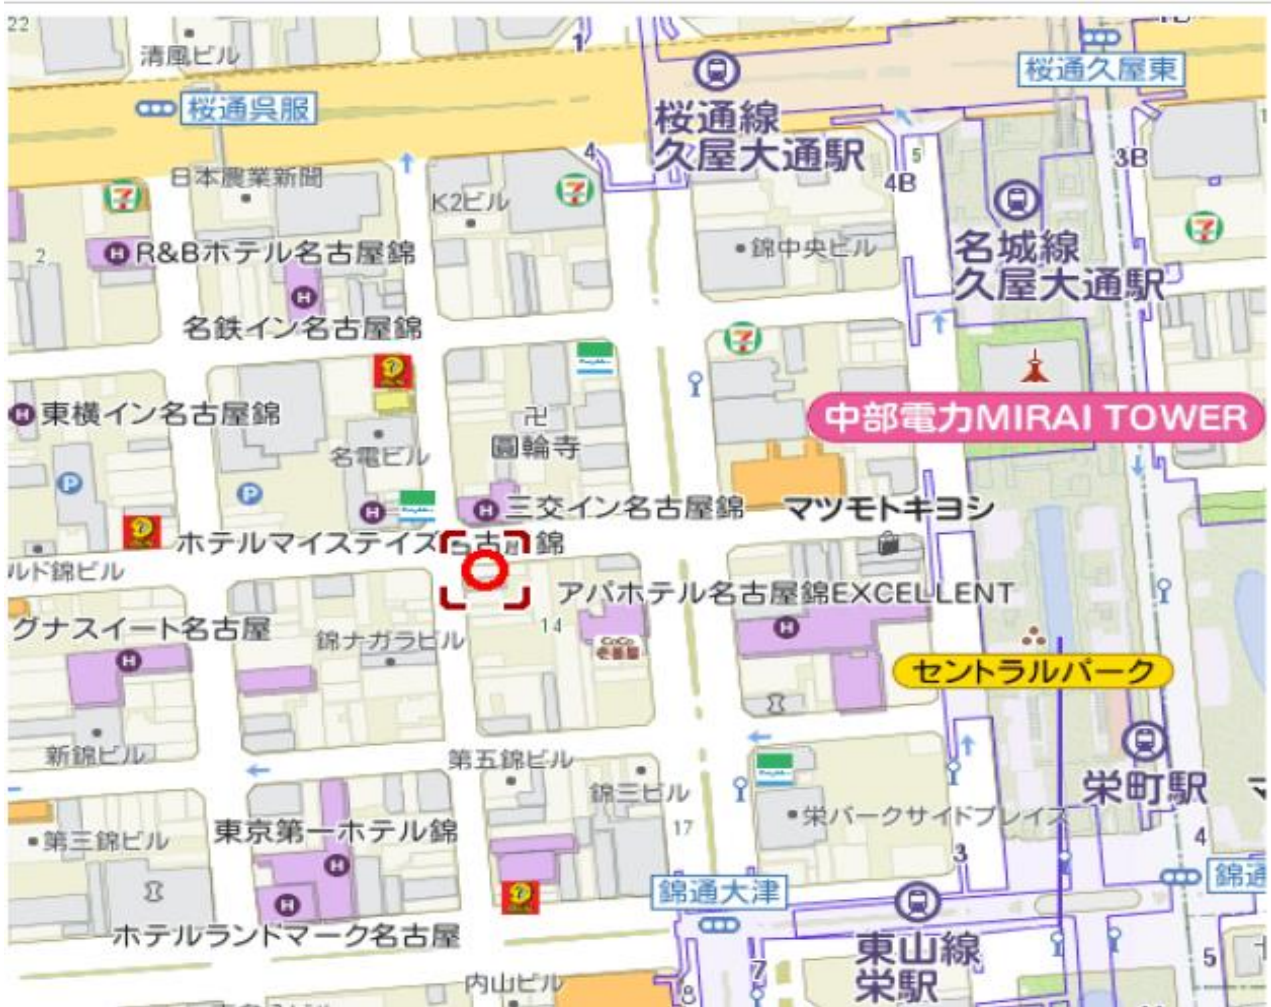 22
清風ビル
1
桜通久屋東
桜通呉服
桜通線
久屋大通駅
4
5
3B
4B
日本農業新聞
K2ビル
2
R&Bホテル名古屋錦
錦中央ビル
名城線
久屋大通駅
名鉄イン名古屋錦
東横イン名古屋錦
中部電力MIRAI TOWER
卍
圓輪寺
名電ビル
P
P
三交イン名古屋錦
マツモトキヨシ
ホテルマイステイズ名古屋錦
ルド錦ビル
アパホテル名古屋錦EXCELLENT
グナスイート名古屋
14
錦ナガラビル
CoCo
壱番屋
セントラルパーク
新錦ビル
第五錦ビル
錦三ビル
栄町駅
栄パークサイドプレイス
17
東京第一ホテル錦
第三錦ビル
3
4
錦通大津
錦通
ホテルランドマーク名古屋
東山線
栄駅
内山ビル
7
8
5